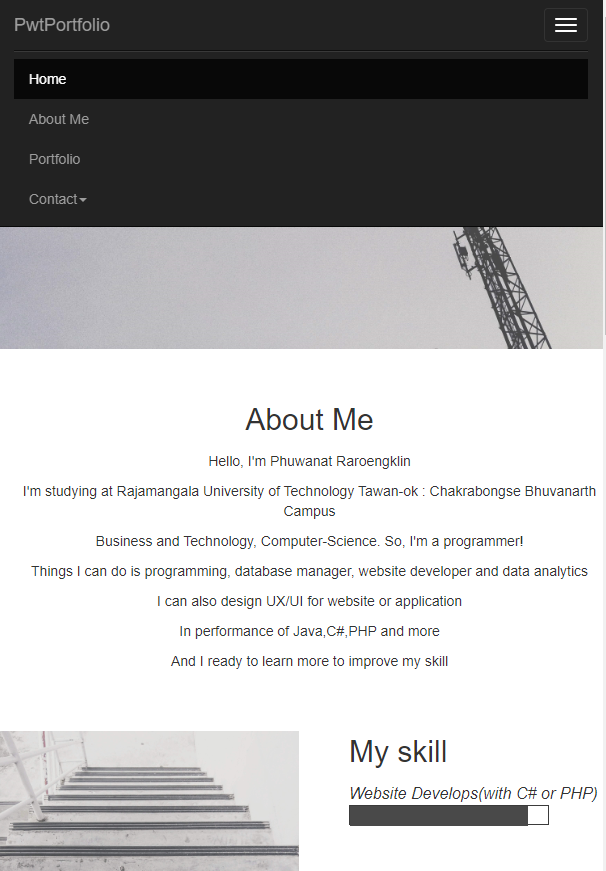 PwtPortfolio
Home
About Me
Portfolio
Contact
About Me
Hello, I'm Phuwanat Raroengklin
I'm studying at Rajamangala University of Technology Tawan-ok : Chakrabongse Bhuvanarth
Campus
Business and Technology, Computer-Science. So, I'm a programmer!
Things I can do is programming, database manager, website developer and data analytics
I can also design UX/UI for website or application
In performance of Java,C#,PHP and more
And I ready to learn more to improve my skill
My skill
Website Develops(with C# or PHP)